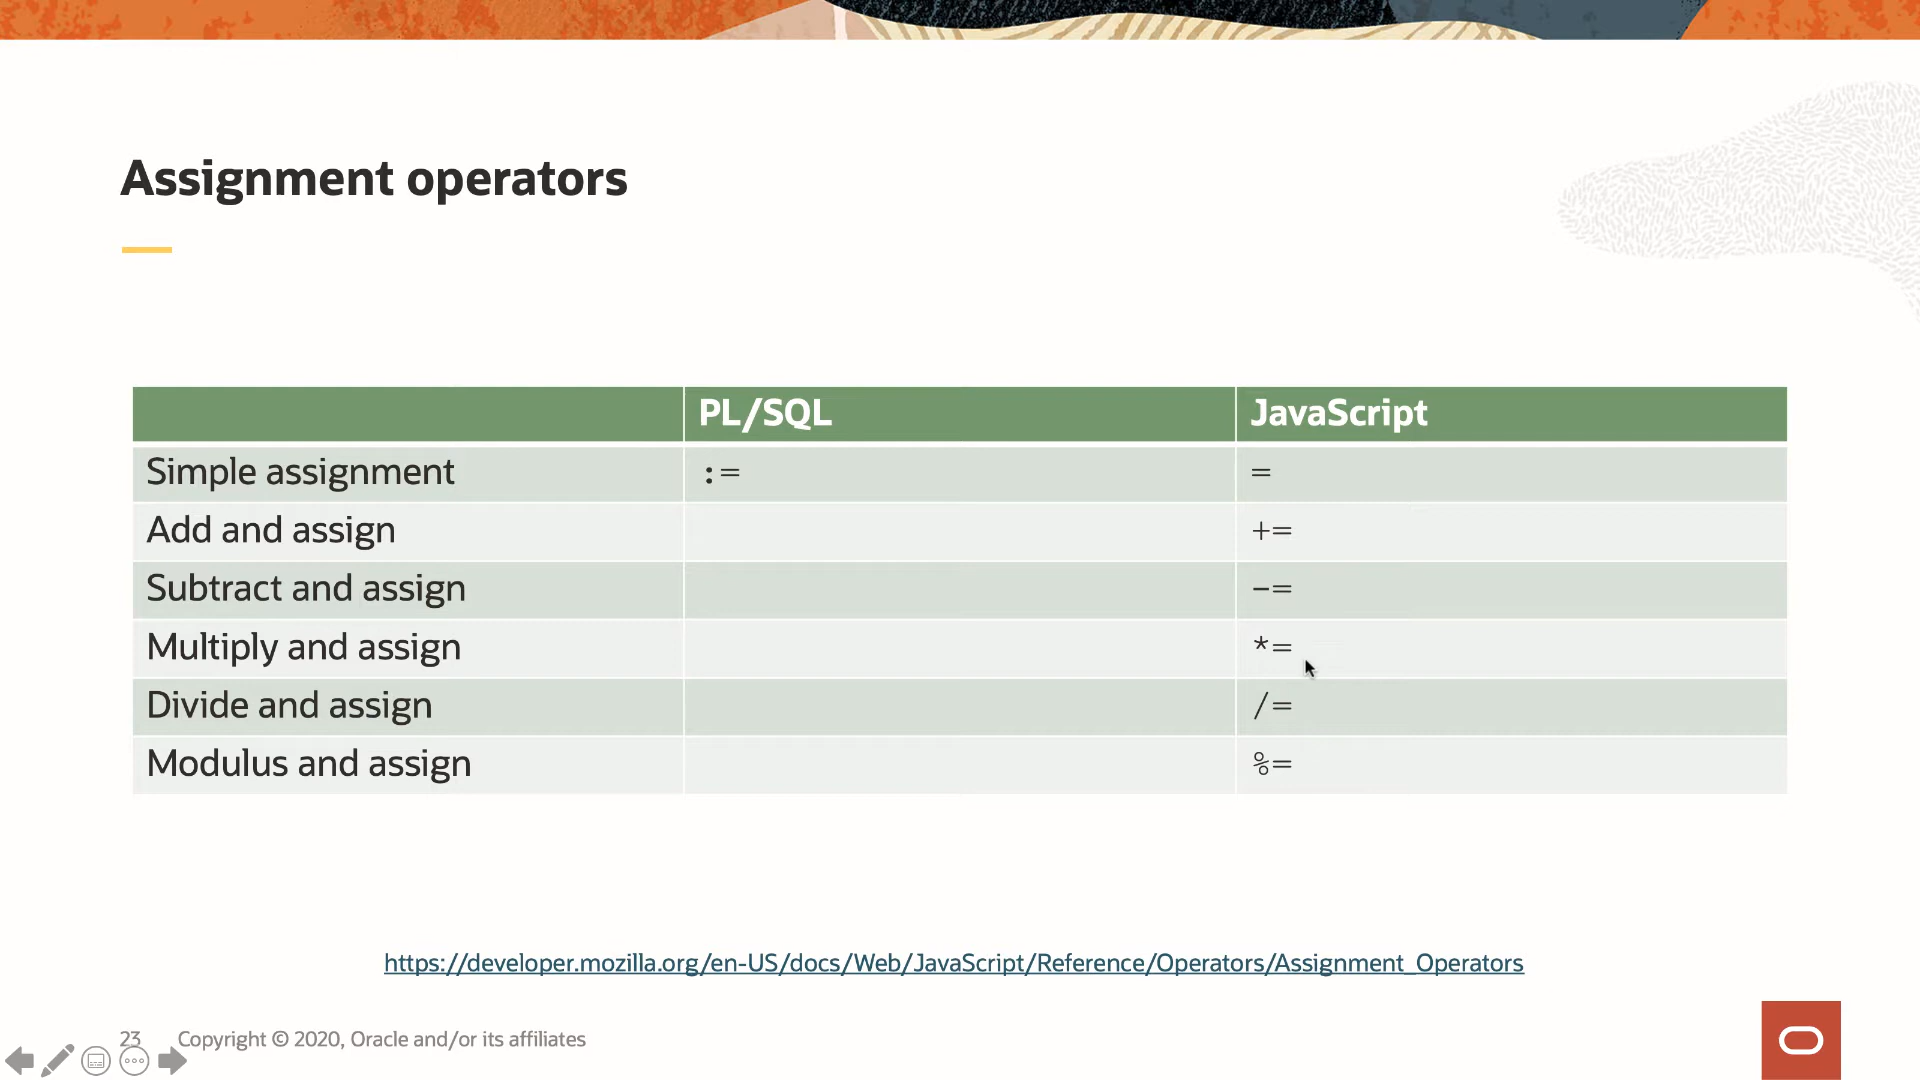 Assignment operators
PL/SQL JavaScript
Simple assignment := =
Add and assign +=
Subtract and assign -=
Multiply and assign *=
Divide and assign /=
Modulus and assign %=
https://developer.mozilla.org/en-US/docs/Web/JavaScript/Reference/Operators/Assignment_Operators
23 Copyright © 2020, Oracle and/or its affiliates